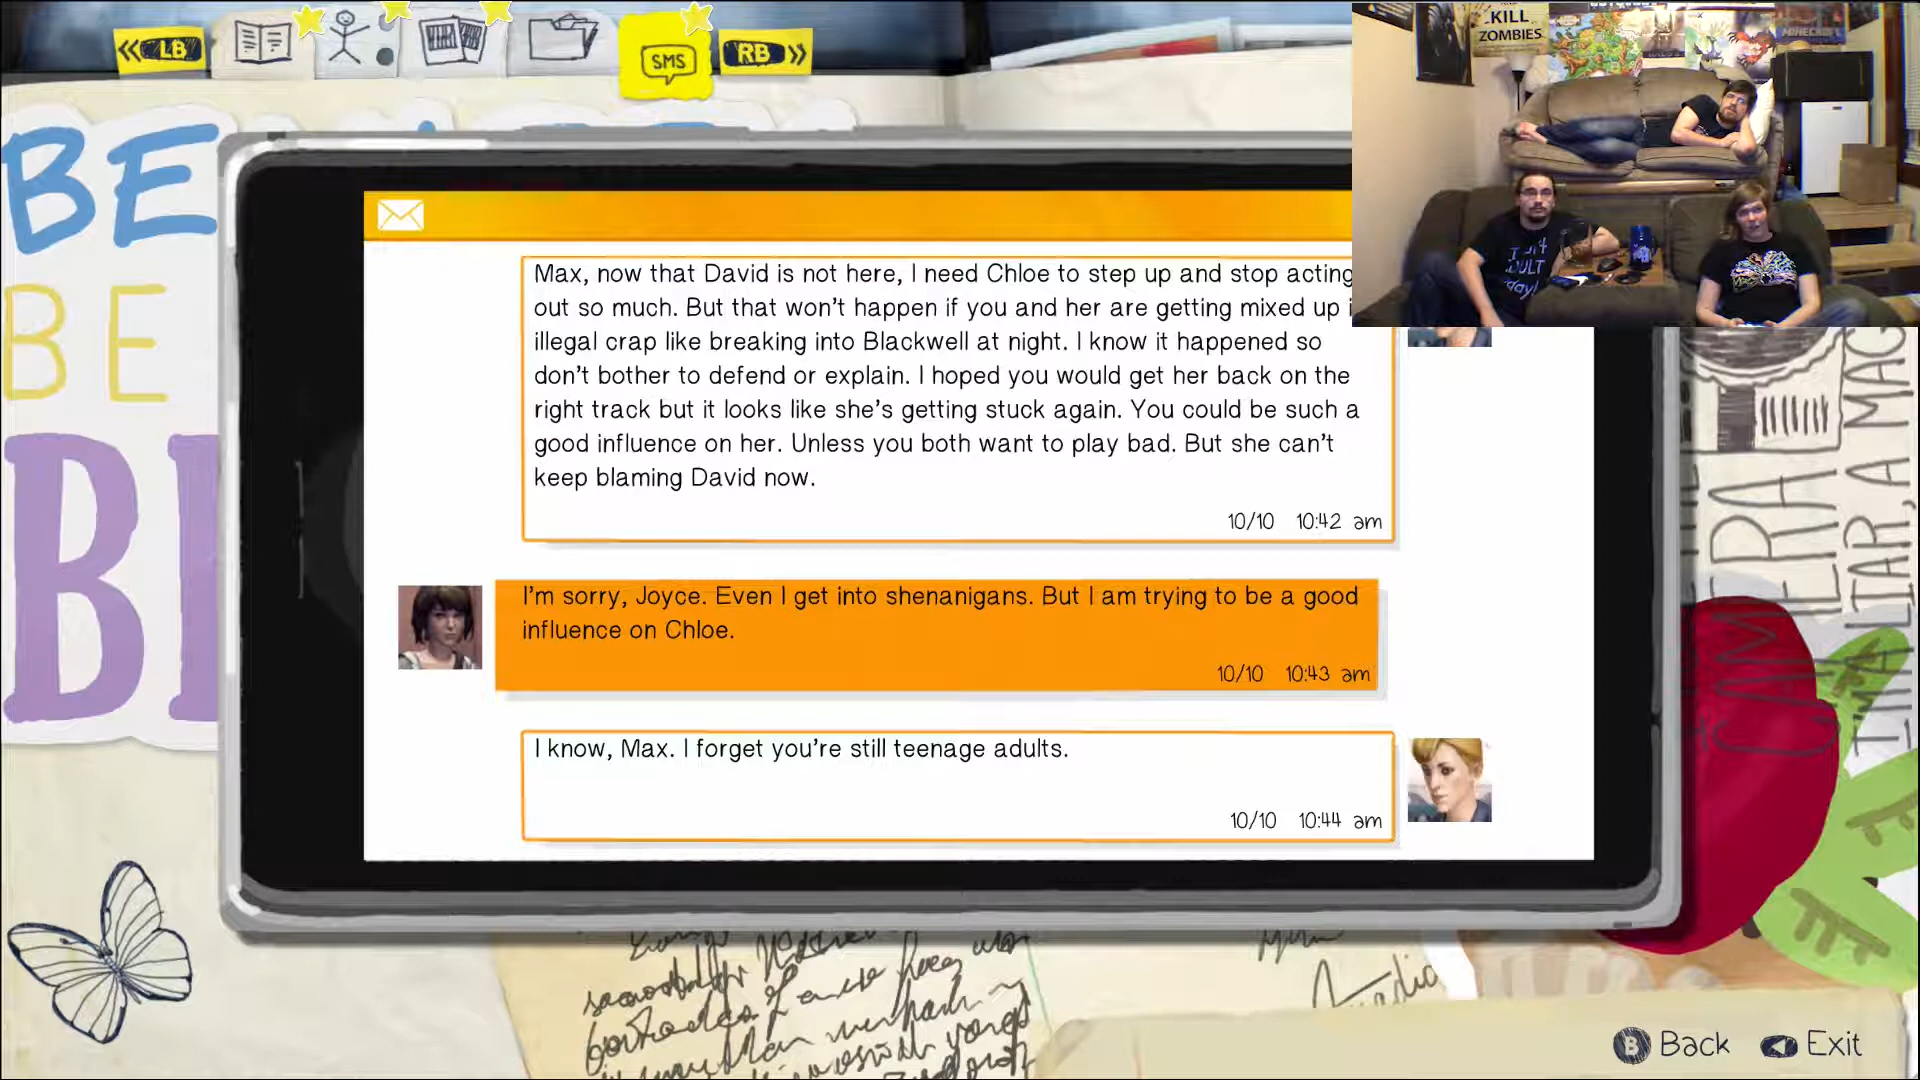 LB
SMS
RB
KILL
ZOMBIES
MINECRAFT
BE
BE
Max, now that David is not here, I need Chloe to step up and stop acting
out so much. But that won't happen if you and her are getting mixed up
illegal crap like breaking into Blackwell at night. I know it happened so
don't bother to defend or explain. I hoped you would get her back on the
right track but it looks like she's getting stuck again. You could be such a
good influence on her. Unless you both want to play bad. But she can't
keep blaming David now.
10/10 10:42 am
I'm sorry, Joyce. Even I get into shenanigans. But I am trying to be a good
influence on Chloe.
10/10 10:43 am
I know, Max. I forget you're still teenage adults.
10/10 10:44 am
CAMERA
B Back
Exit